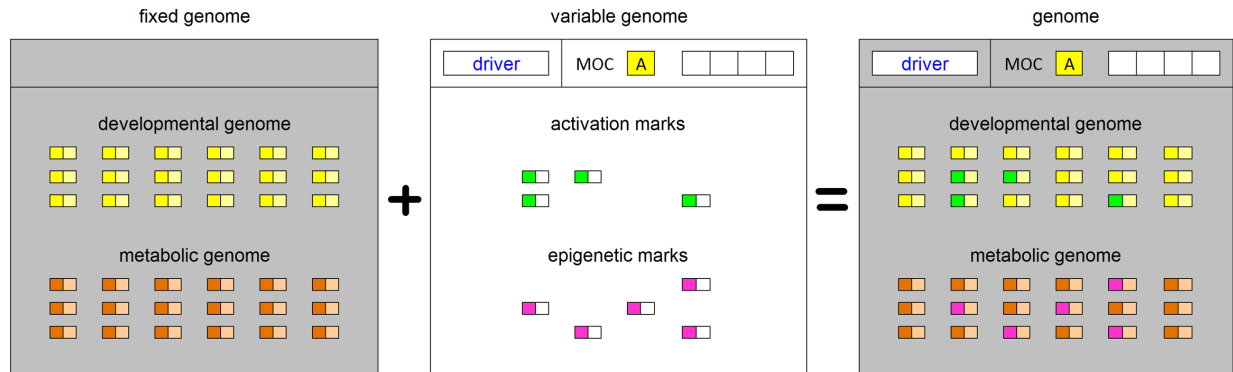 fixed genome
variable genome
genome
driver
MOC
A
driver
MOC
A
developmental genome
activation marks
developmental genome
+
=
metabolic genome
epigenetic marks
metabolic genome